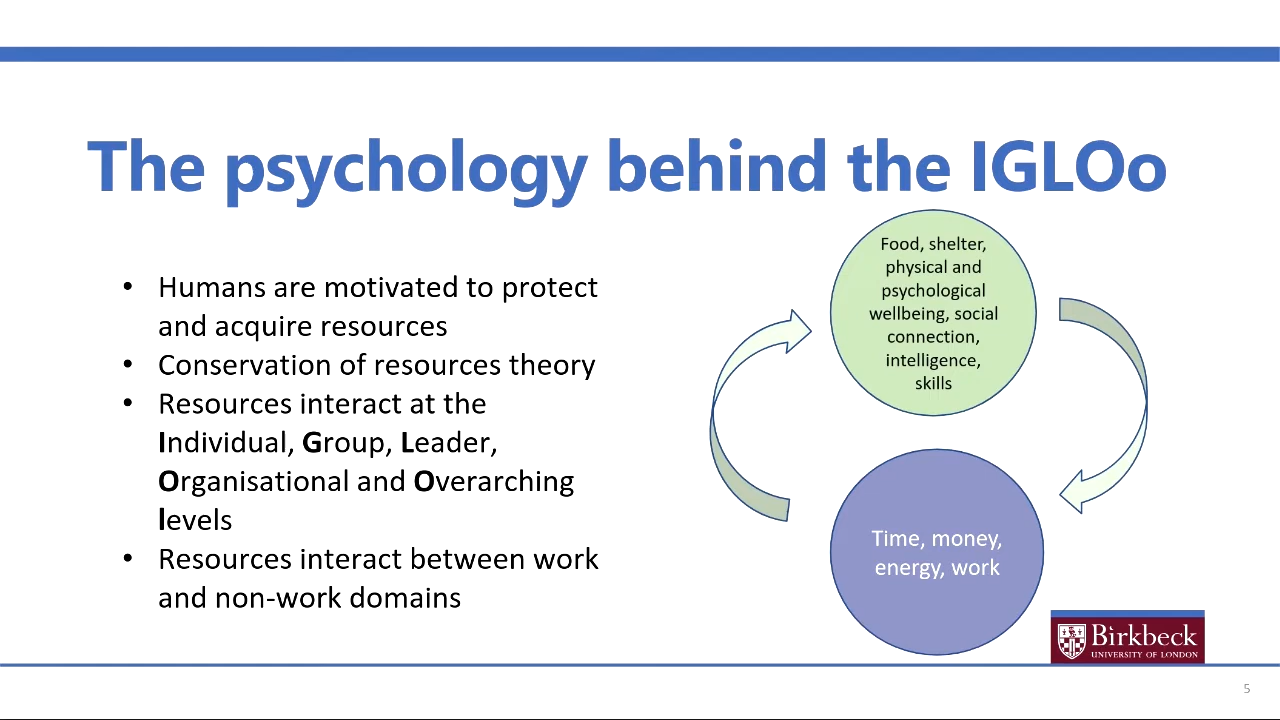 The psychology behind the IGLOo
• Humans are motivated to protect
and acquire resources
• Conservation of resources theory
• Resources interact at the
Individual, Group, Leader,
Organisational and Overarching
levels
• Resources interact between work
and non-work domains
Food, shelter,
physical and
psychological
wellbeing, social
connection,
intelligence,
skills
Time, money,
energy, work
Birkbeck
UNIVERSITY OF LONDON
5